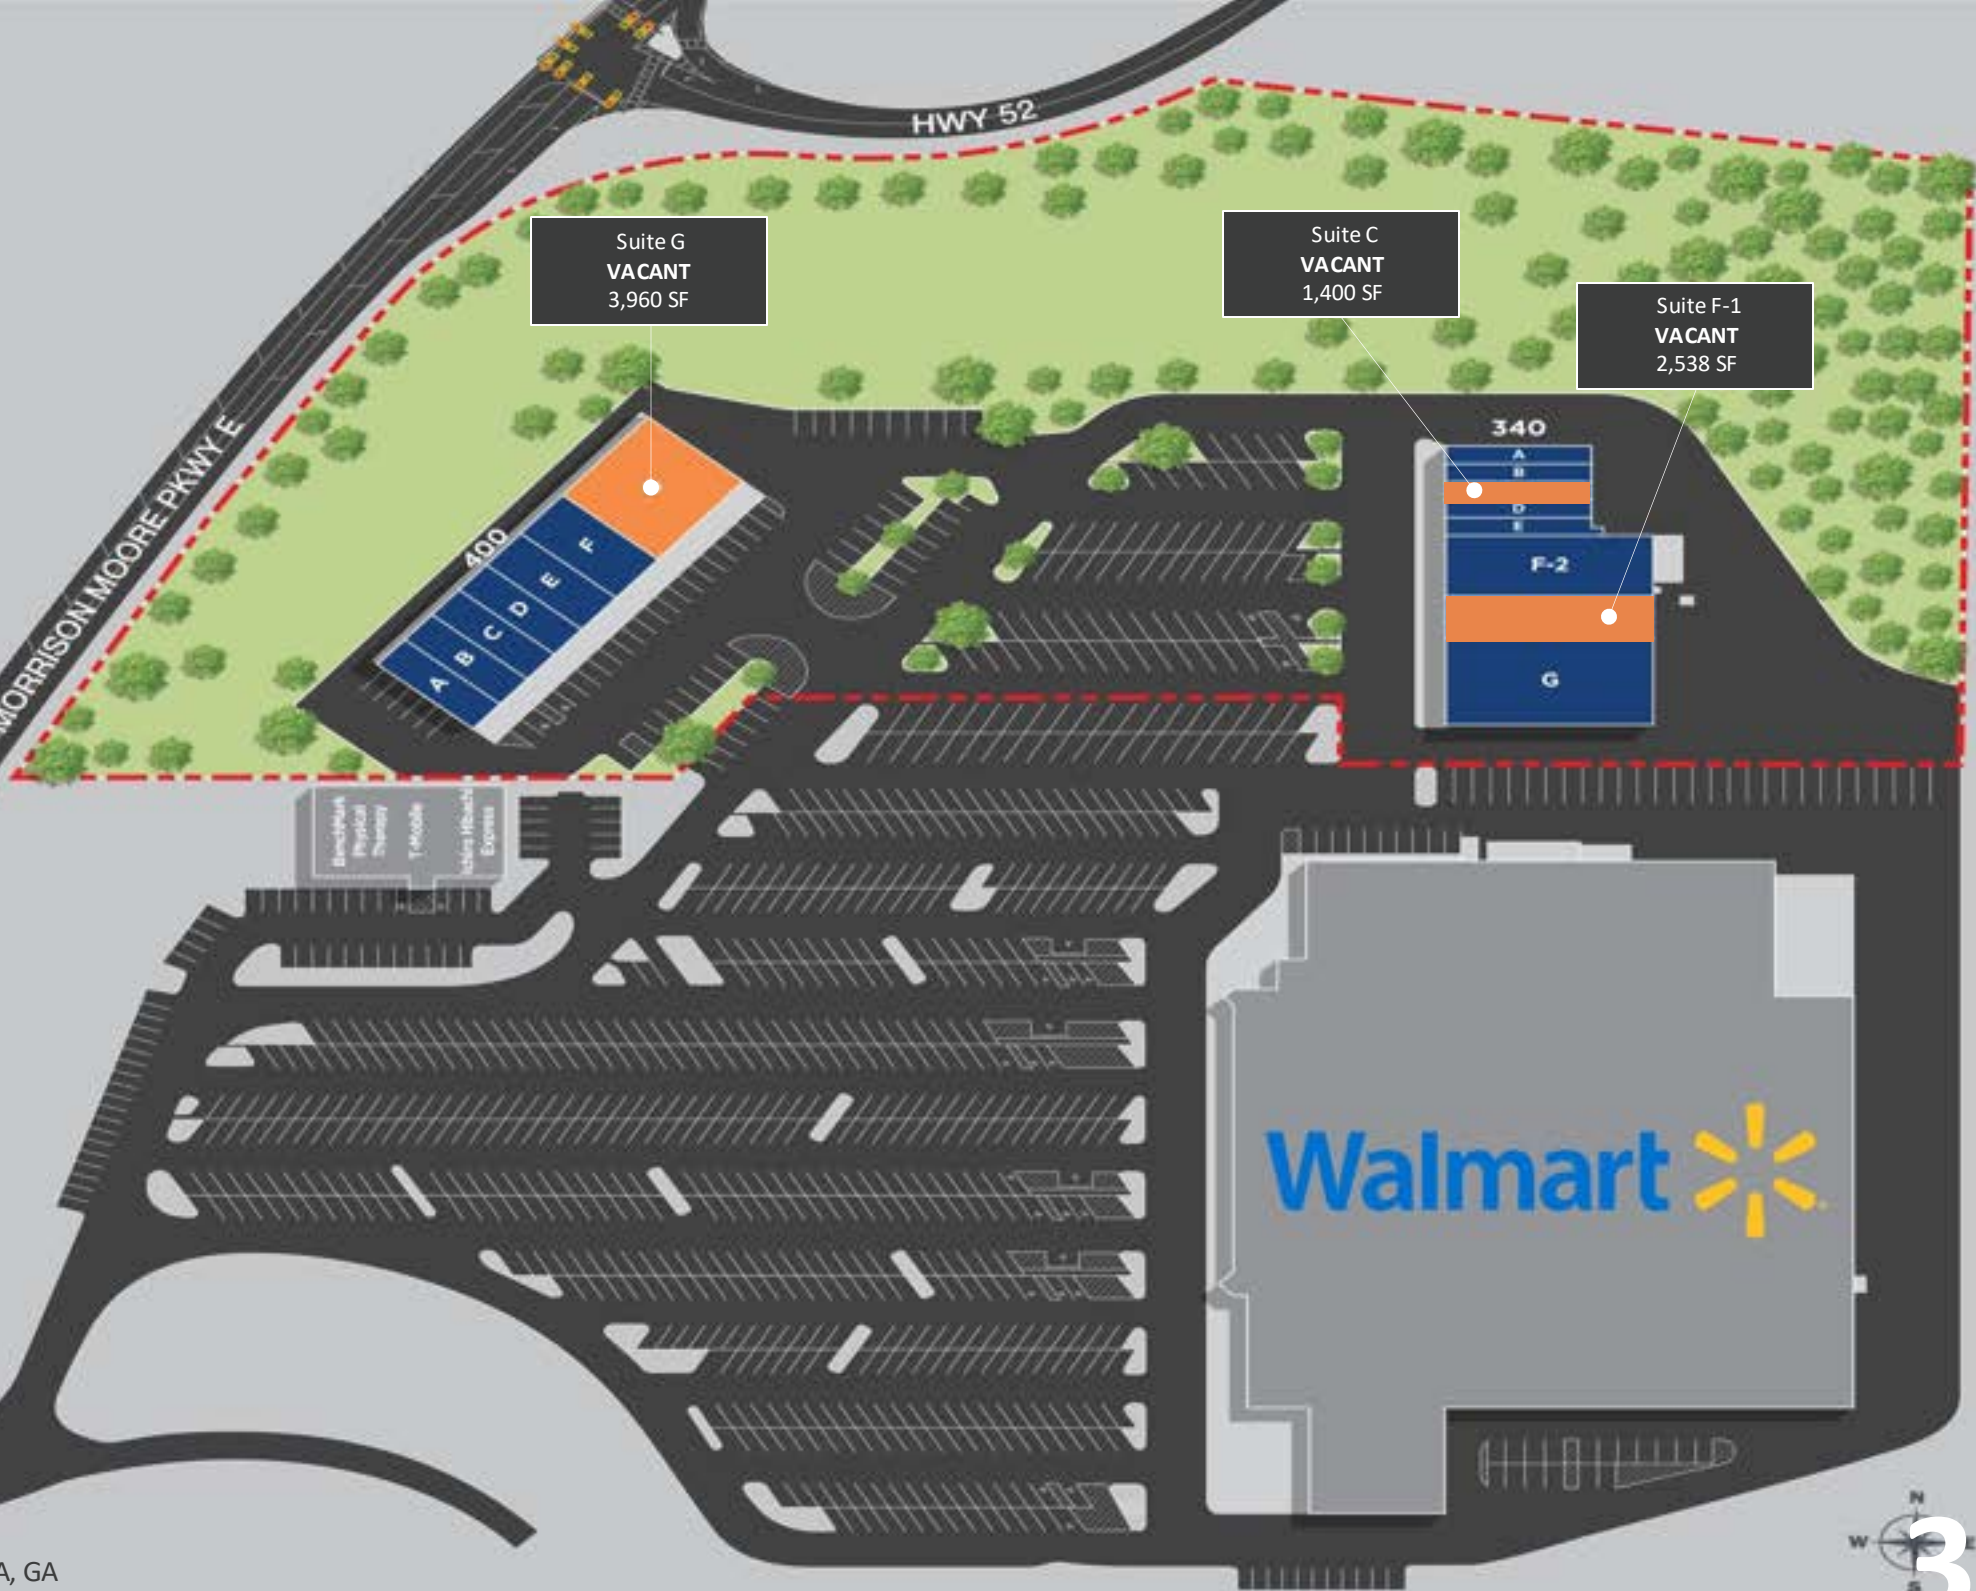 HWY 52
Suite G
VACANT
3,960 SF
Suite C
VACANT
1,400 SF
Suite F-1
VACANT
2,538 SF
MORRISON MOORE PKWY E
400
F
E
D
C
B
A
340
A
B
D
E
F-2
G
BenchMark
Physical
Therapy
T-Mobile
Ichiro Hibachi
Express
Walmart
N
W
S
3
A, GA